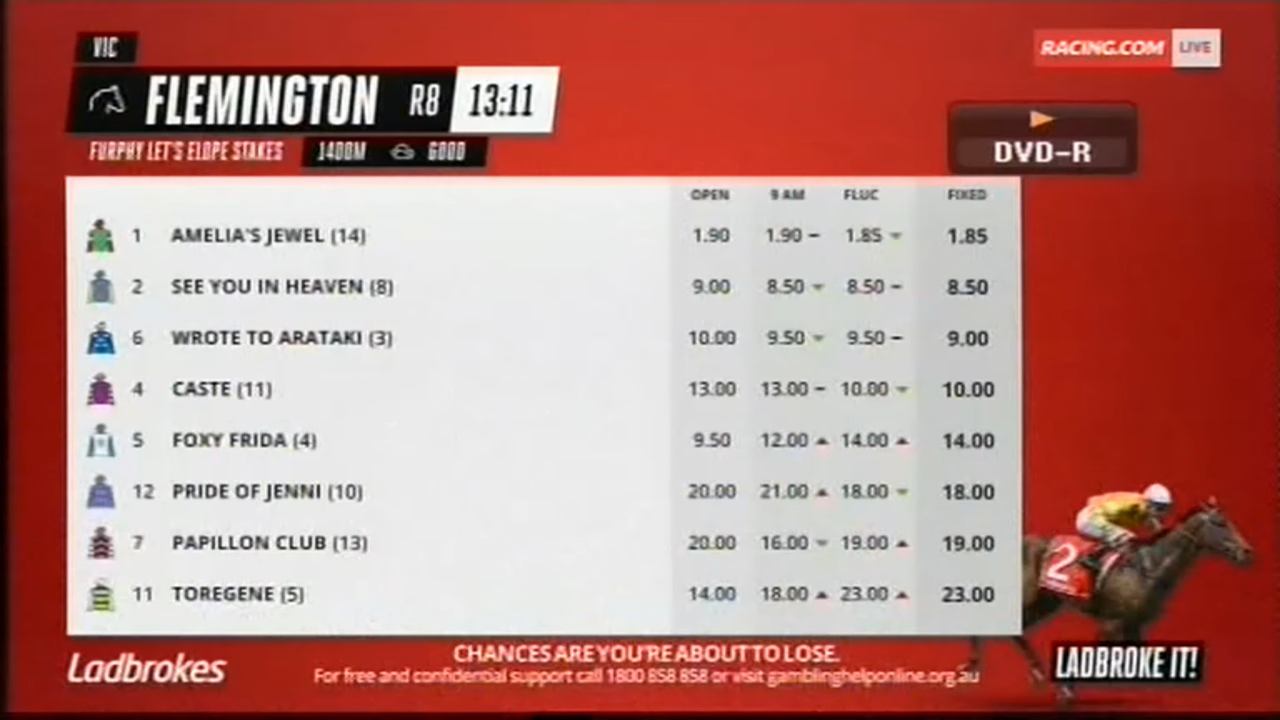 VIC
RACING.COM LIVE
FLEMINGTON R8 13:11
DVD-R
FURPHY LET'S ELOPE STAKES 1400M GOOD
OPEN 9 AM FLUC FIXED
1 AMELIA'S JEWEL (14) 1.90 1.90 – 1.85 1.85
2 SEE YOU IN HEAVEN (8) 9.00 8.50 8.50 – 8.50
6 WROTE TO ARATAKI (3) 10.00 9.50 9.50 – 9.00
4 CASTE (11) 13.00 13.00 – 10.00 10.00
5 FOXY FRIDA (4) 9.50 12.00 14.00 14.00
12 PRIDE OF JENNI (10) 20.00 21.00 18.00 18.00
7 PAPILLON CLUB (13) 20.00 16.00 19.00 19.00
11 TOREGENE (5) 14.00 18.00 23.00 23.00
2
Ladbrokes
CHANCES ARE YOU'RE ABOUT TO LOSE.
For free and confidential support call 1800 858 858 or visit gamblinghelponline.org.au
LADBROKE IT!